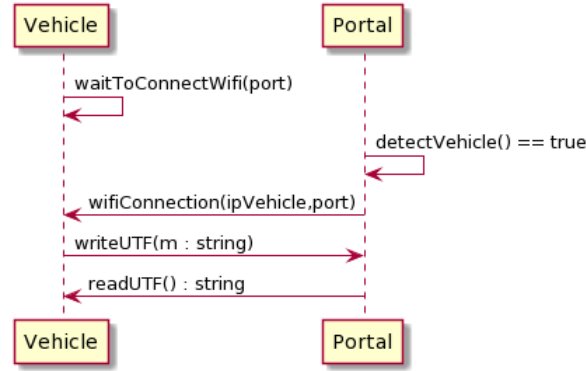 Vehicle Portal
waitToConnectWifi(port)
detectVehicle() == true
wifiConnection(ipVehicle,port)
writeUTF(m : string)
readUTF() : string
Vehicle Portal